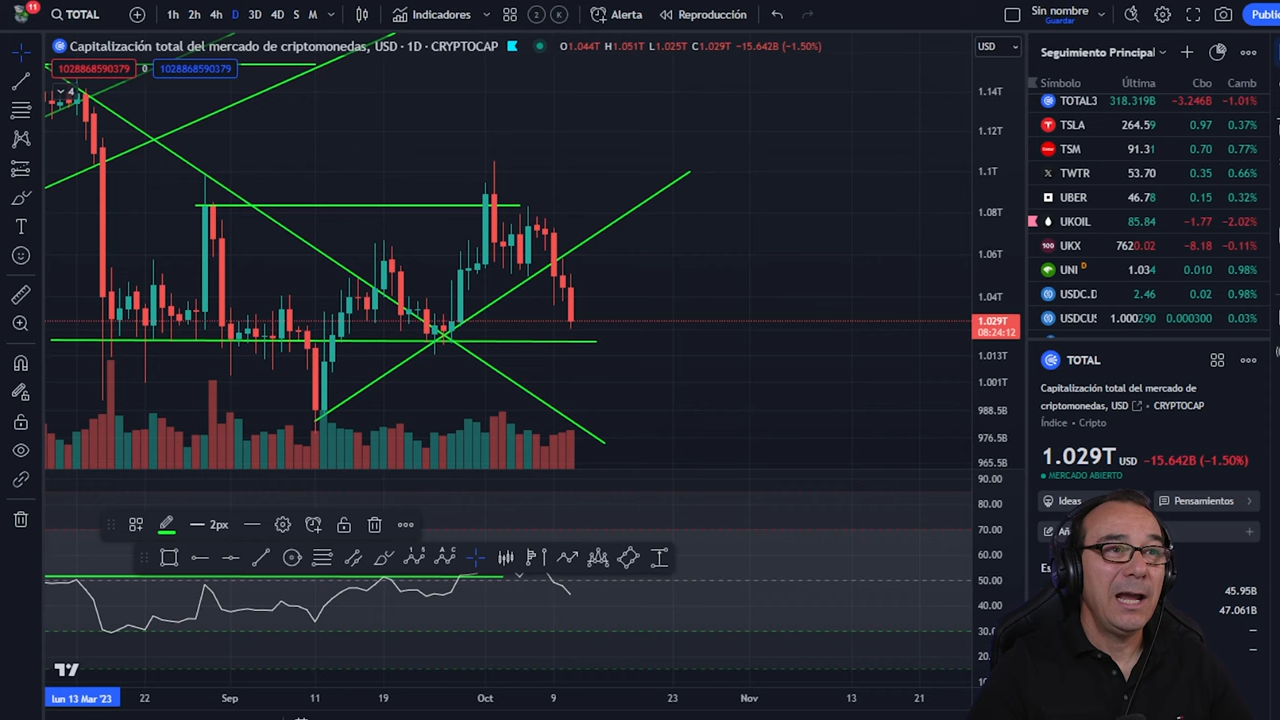 11
TOTAL
1h 2h 4h D 3D 4D S M
Indicadores
2 K
Alerta
Reproducción
Sin nombre
Guardar
Public
Capitalización total del mercado de criptomonedas, USD · 1D · CRYPTOCAP
O1.044T H1.051T L1.025T C1.029T −15.642B (−1.50%)
USD
1028868590379 0 1028868590379
4
1.14T
1.12T
1.1T
1.08T
1.06T
1.04T
1.029T
08:24:12
1.013T
1.001T
988.5B
976.5B
965.5B
90.00
80.00
70.00
60.00
50.00
40.00
2px
lun 13 Mar '23 22 Sep 11 19 Oct 9 23 Nov 13 21
Seguimiento Principal
Símbolo Última Cbo Camb
TOTAL3 318.319B −3.246B −1.01%
TSLA 264.59 0.97 0.37%
TSM 91.31 0.70 0.77%
TWTR 53.70 0.35 0.66%
UBER 46.78 0.15 0.32%
UKOIL 85.84 −1.77 −2.02%
UKX 7620.02 −8.18 −0.11%
UNI D 1.034 0.010 0.98%
USDC.D 2.46 0.02 0.98%
USDCUS 1.000290 0.000300 0.03%
TOTAL
Capitalización total del mercado de
criptomonedas, USD CRYPTOCAP
Índice • Cripto
1.029T USD −15.642B (−1.50%)
MERCADO ABIERTO
Ideas
Pensamientos
45.95B
47.061B